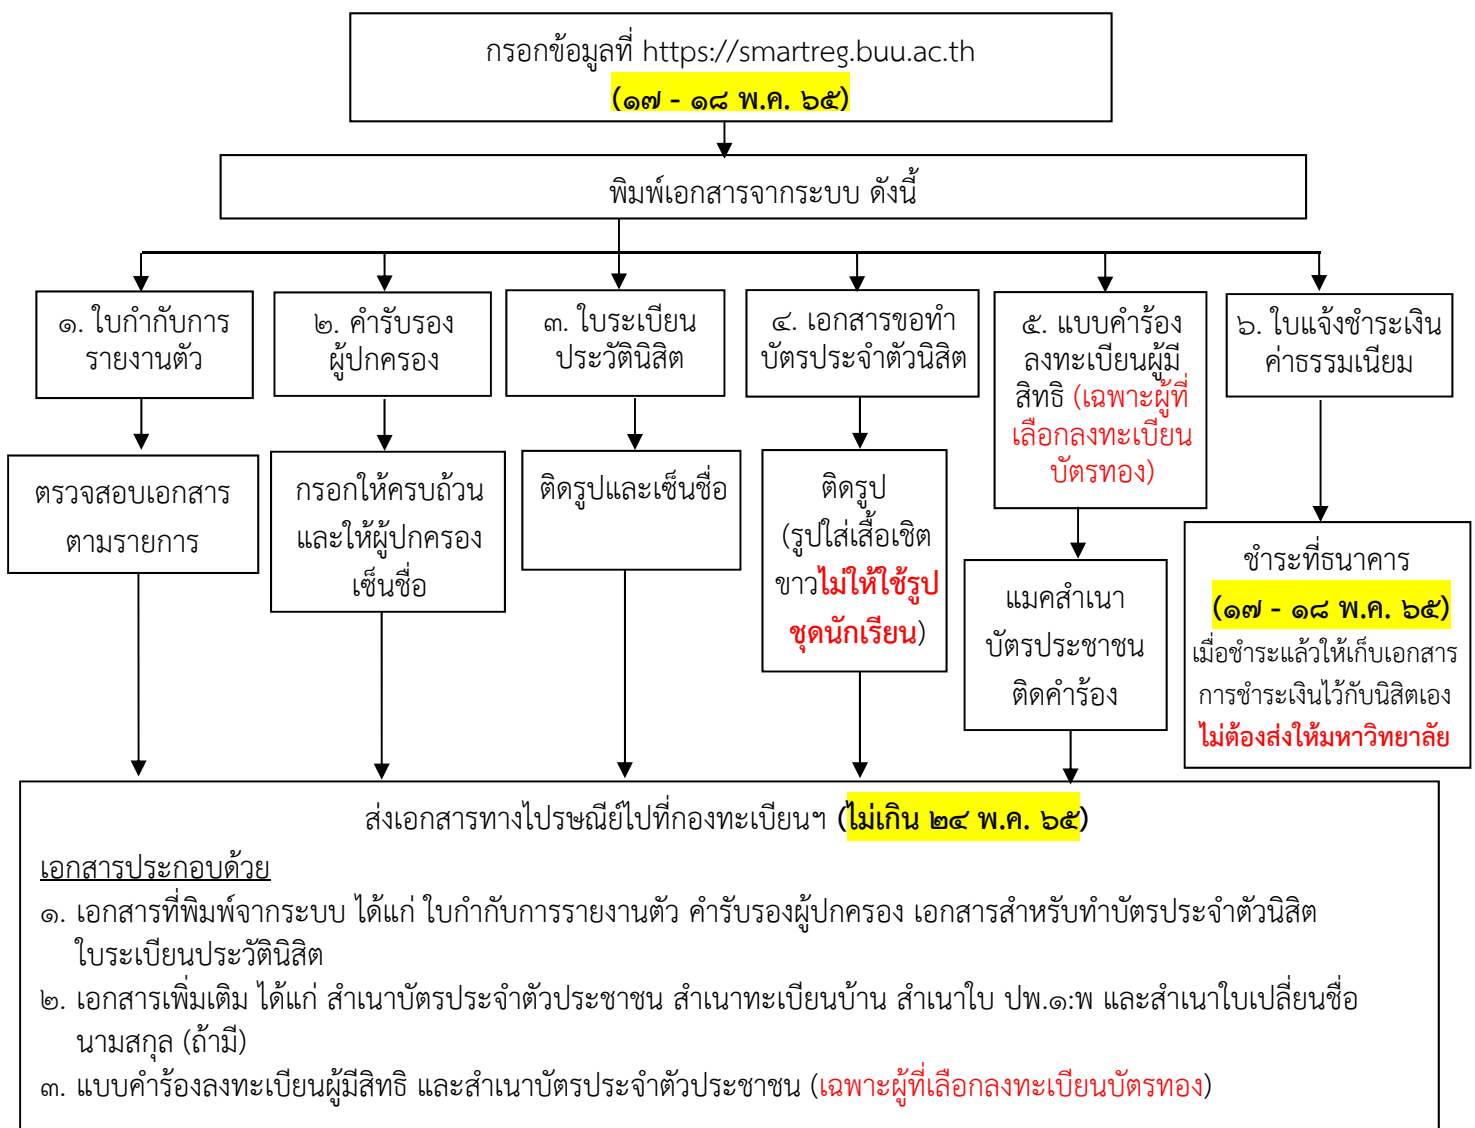 กรอกข้อมูลที่ https://smartreg.buu.ac.th
(๑๗ - ๑๘ พ.ค. ๖๕)
พิมพ์เอกสารจากระบบ ดังนี้
๑. ใบกำกับการ
รายงานตัว
๒. คำรับรอง
ผู้ปกครอง
๓. ใบระเบียน
ประวัตินิสิต
๔. เอกสารขอทำ
บัตรประจำตัวนิสิต
๕. แบบคำร้อง
ลงทะเบียนผู้มี
สิทธิ (เฉพาะผู้ที่
เลือกลงทะเบียน
บัตรทอง)
๖. ใบแจ้งชำระเงิน
ค่าธรรมเนียม
ตรวจสอบเอกสาร
ตามรายการ
กรอกให้ครบถ้วน
และให้ผู้ปกครอง
เซ็นชื่อ
ติดรูปและเซ็นชื่อ
ติดรูป
(รูปใส่เสื้อเชิต
ขาวไม่ให้ใช้รูป
ชุดนักเรียน)
แมคสำเนา
บัตรประชาชน
ติดคำร้อง
ชำระที่ธนาคาร
(๑๗ - ๑๘ พ.ค. ๖๕)
เมื่อชำระแล้วให้เก็บเอกสาร
การชำระเงินไว้กับนิสิตเอง
ไม่ต้องส่งให้มหาวิทยาลัย
ส่งเอกสารทางไปรษณีย์ไปที่กองทะเบียนฯ (ไม่เกิน ๒๔ พ.ค. ๖๕)
เอกสารประกอบด้วย
๑. เอกสารที่พิมพ์จากระบบ ได้แก่ ใบกำกับการรายงานตัว คำรับรองผู้ปกครอง เอกสารสำหรับทำบัตรประจำตัวนิสิต
ใบระเบียนประวัตินิสิต
๒. เอกสารเพิ่มเติม ได้แก่ สำเนาบัตรประจำตัวประชาชน สำเนาทะเบียนบ้าน สำเนาใบ ปพ.๑:พ และสำเนาใบเปลี่ยนชื่อ
นามสกุล (ถ้ามี)
๓. แบบคำร้องลงทะเบียนผู้มีสิทธิ และสำเนาบัตรประจำตัวประชาชน (เฉพาะผู้ที่เลือกลงทะเบียนบัตรทอง)